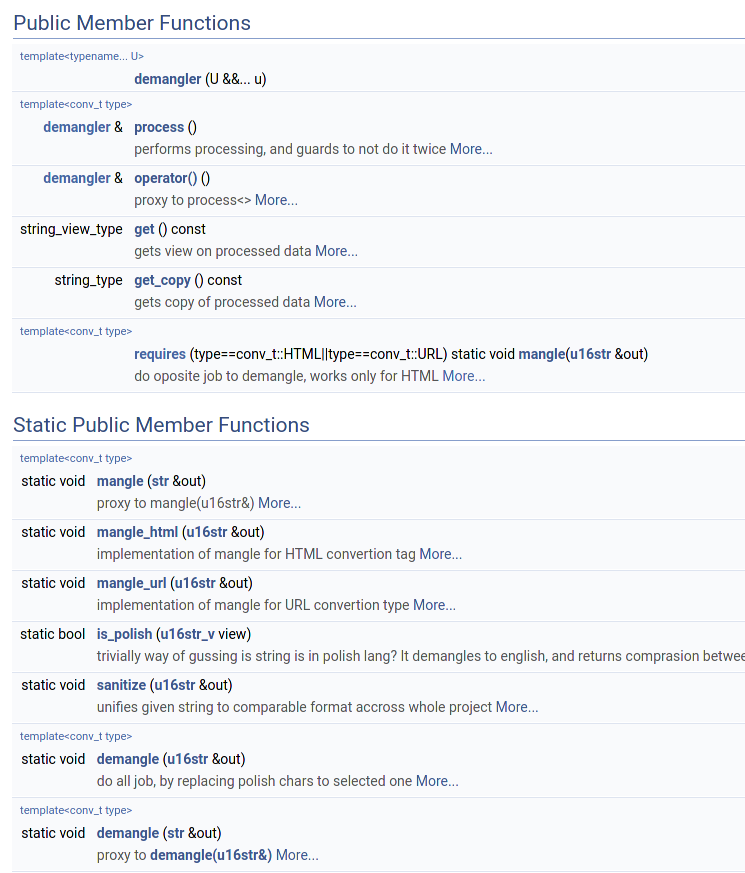 Public Member Functions
template<typename... U>
demangler (U &&... u)
template<conv_t type>
demangler & process ()
performs processing, and guards to not do it twice More...
demangler & operator() ()
proxy to process<> More...
string_view_type get () const
gets view on processed data More...
string_type get_copy () const
gets copy of processed data More...
template<conv_t type>
requires (type==conv_t::HTML||type==conv_t::URL) static void mangle(u16str &out)
do oposite job to demangle, works only for HTML More...
Static Public Member Functions
template<conv_t type>
static void mangle (str &out)
proxy to mangle(u16str&) More...
static void mangle_html (u16str &out)
implementation of mangle for HTML convertion tag More...
static void mangle_url (u16str &out)
implementation of mangle for URL convertion type More...
static bool is_polish (u16str_v view)
trivially way of gussing is string is in polish lang? It demangles to english, and returns comprasion betwee
static void sanitize (u16str &out)
unifies given string to comparable format accross whole project More...
template<conv_t type>
static void demangle (u16str &out)
do all job, by replacing polish chars to selected one More...
template<conv_t type>
static void demangle (str &out)
proxy to demangle(u16str&) More...